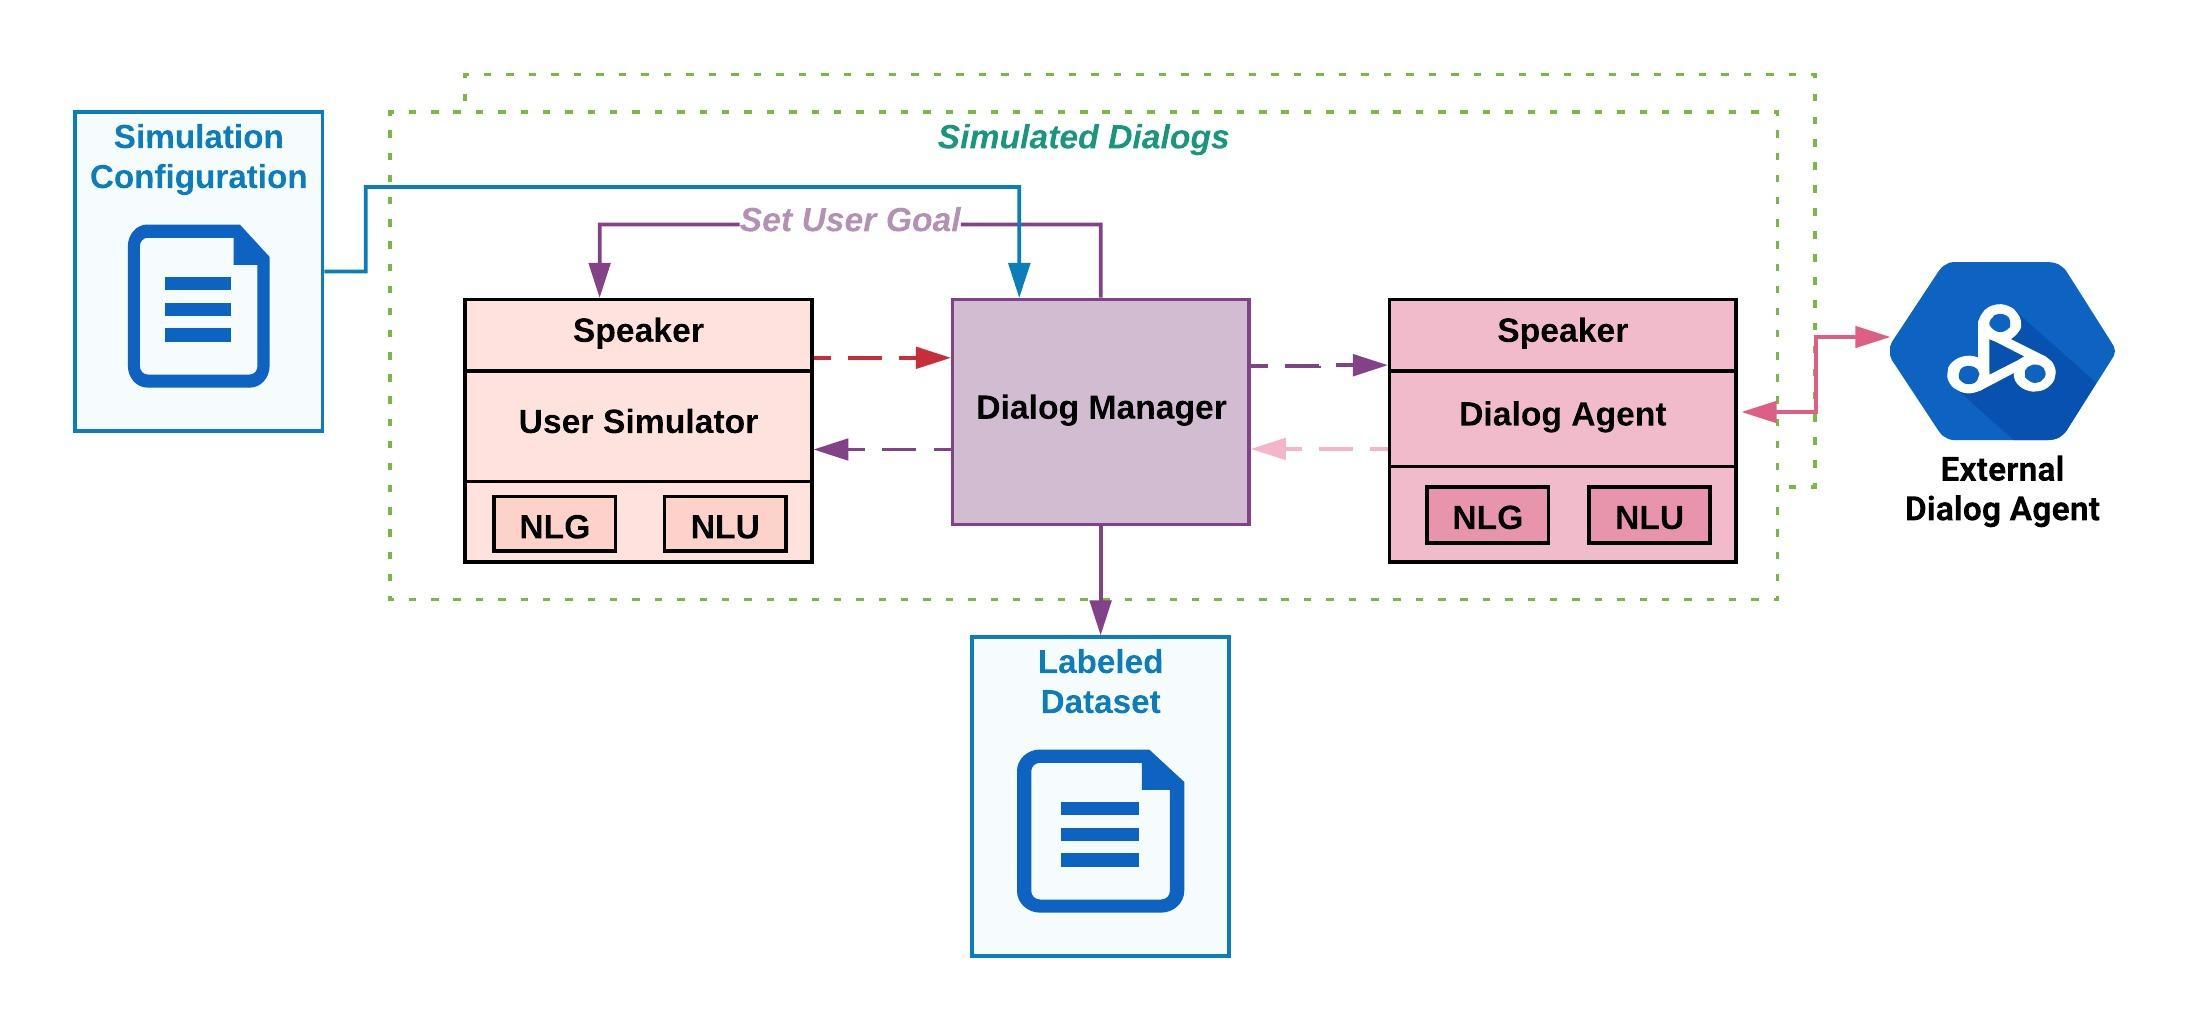 Simulation
Configuration
Simulated Dialogs
Set User Goal
Speaker
User Simulator
NLG
NLU
Dialog Manager
Speaker
Dialog Agent
NLG
NLU
External
Dialog Agent
Labeled
Dataset